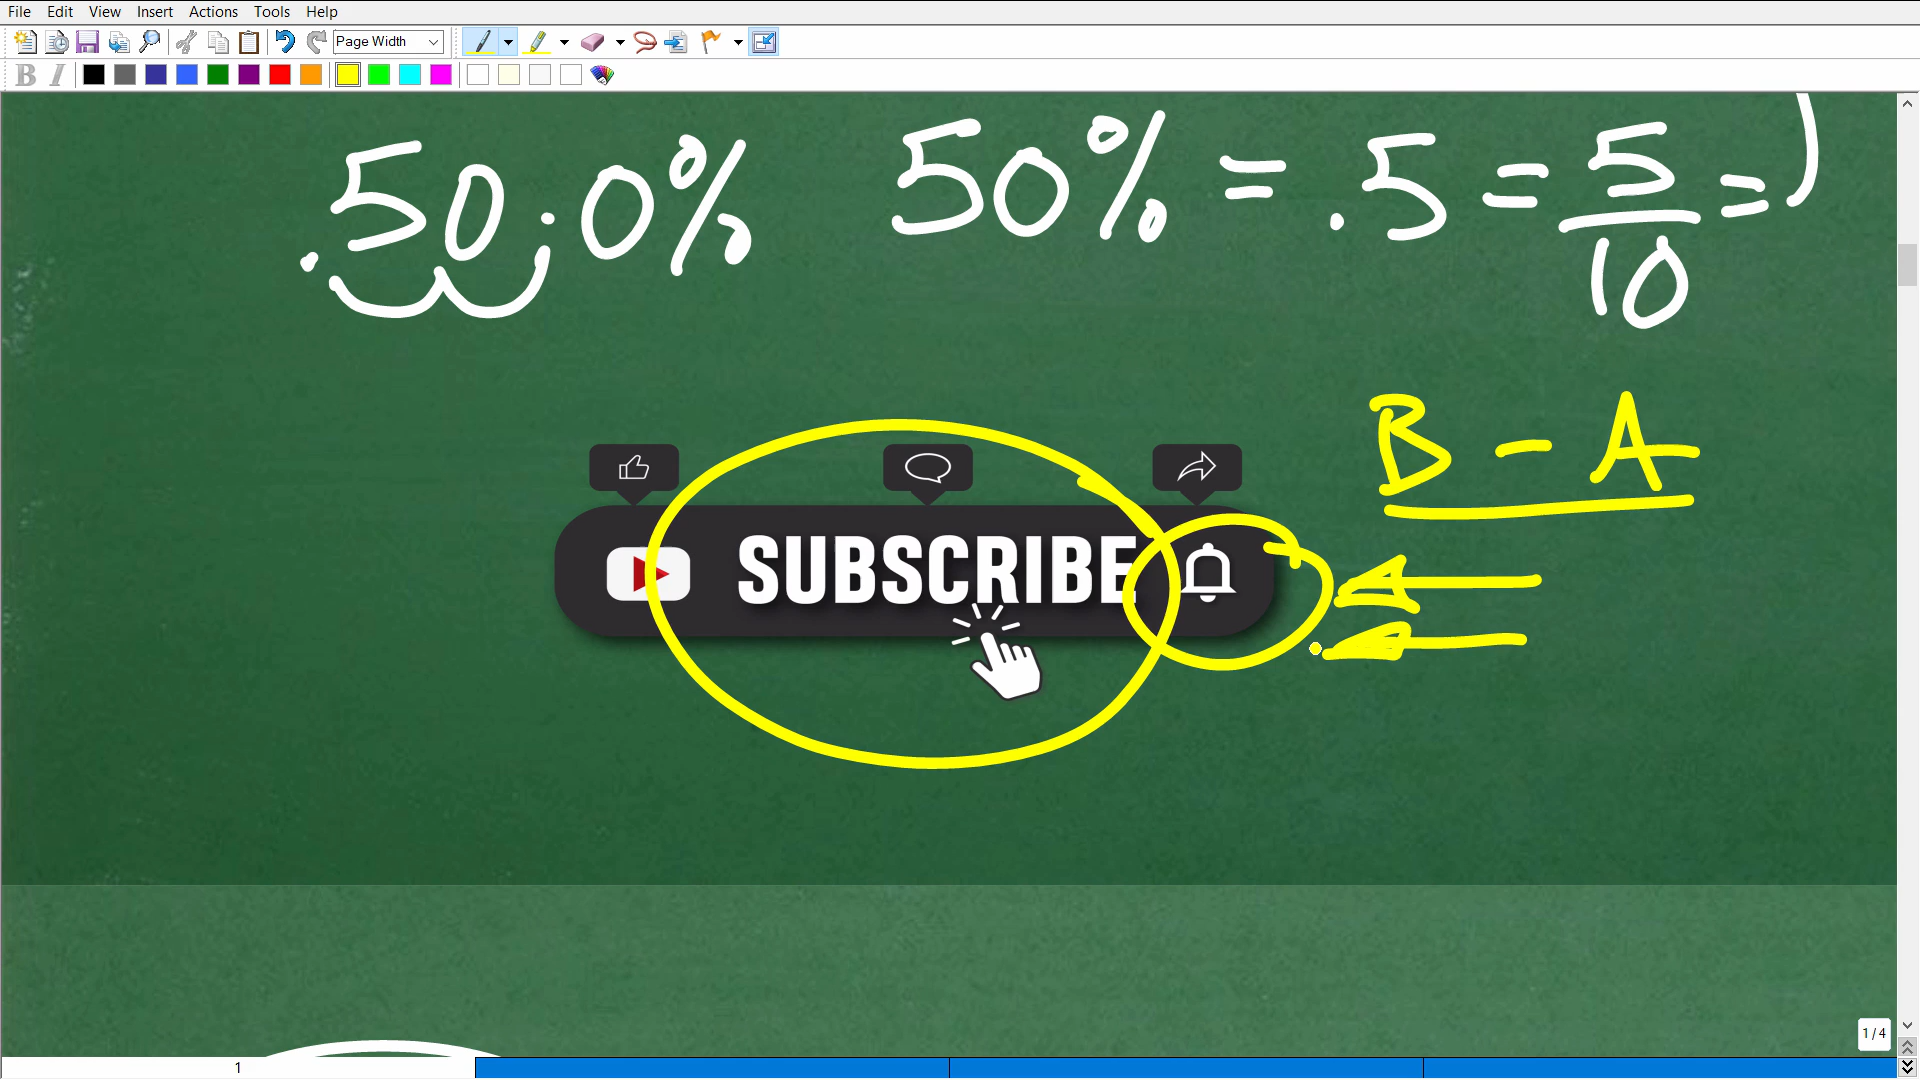 File Edit View Insert Actions Tools Help
Page Width
B I
.50.0% 50% = .5 = 5/10 =
B - A
SUBSCRIBE
1 / 4
1